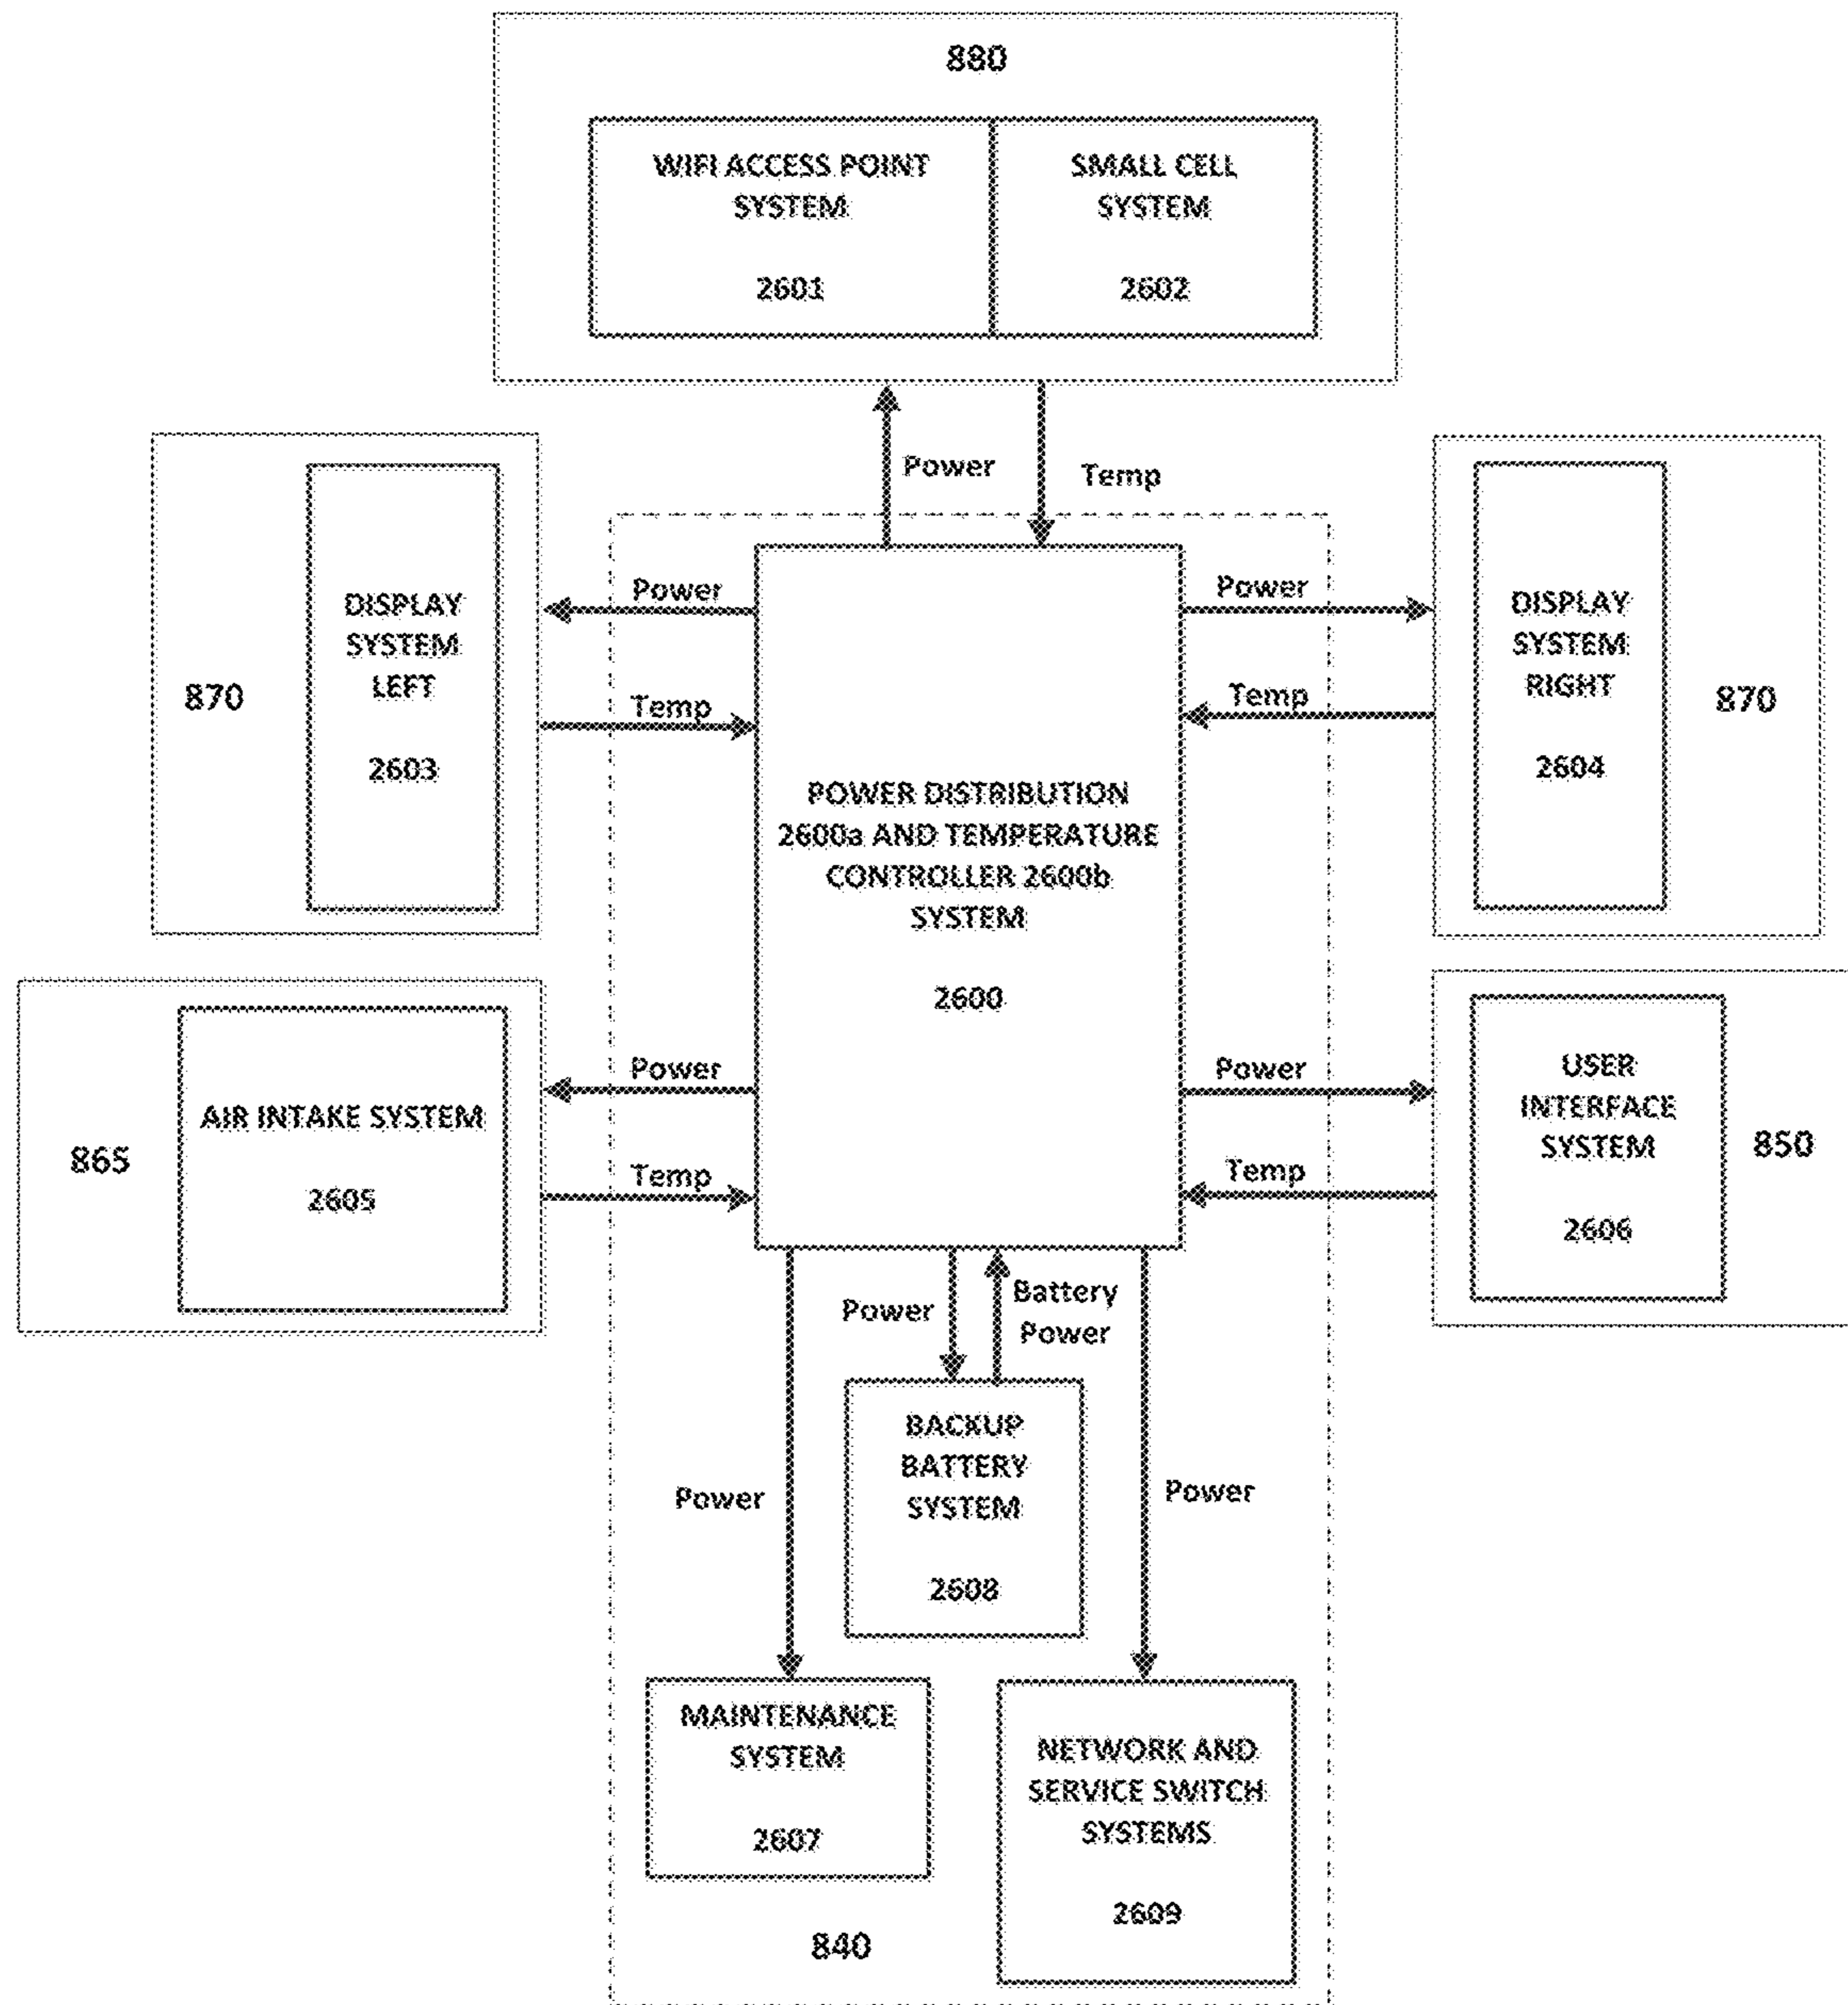 880
WIFI ACCESS POINT
SYSTEM
2601
SMALL CELL
SYSTEM
2602
Power
Temp
870
DISPLAY
SYSTEM
LEFT
2603
Power
Temp
Power
Temp
DISPLAY
SYSTEM
RIGHT
2604
870
POWER DISTRIBUTION
2600a AND TEMPERATURE
CONTROLLER 2600b
SYSTEM
2600
865
AIR INTAKE SYSTEM
2605
Power
Temp
Power
Temp
USER
INTERFACE
SYSTEM
2606
850
Power
Battery
Power
BACKUP
BATTERY
SYSTEM
2608
Power
Power
MAINTENANCE
SYSTEM
2607
NETWORK AND
SERVICE SWITCH
SYSTEMS
2609
840